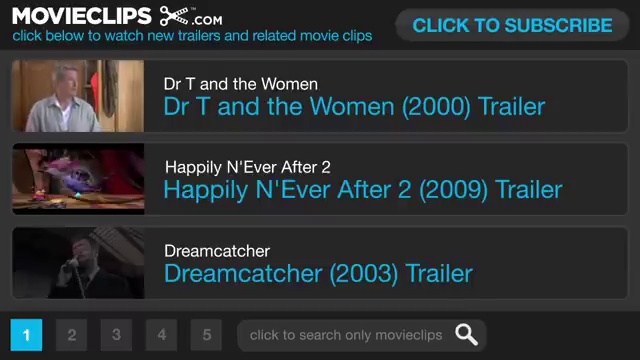 MOVIECLIPS .COM
click below to watch new trailers and related movie clips
CLICK TO SUBSCRIBE
Dr T and the Women
Dr T and the Women (2000) Trailer
Happily N'Ever After 2
Happily N'Ever After 2 (2009) Trailer
Dreamcatcher
Dreamcatcher (2003) Trailer
1 2 3 4 5 click to search only movieclips